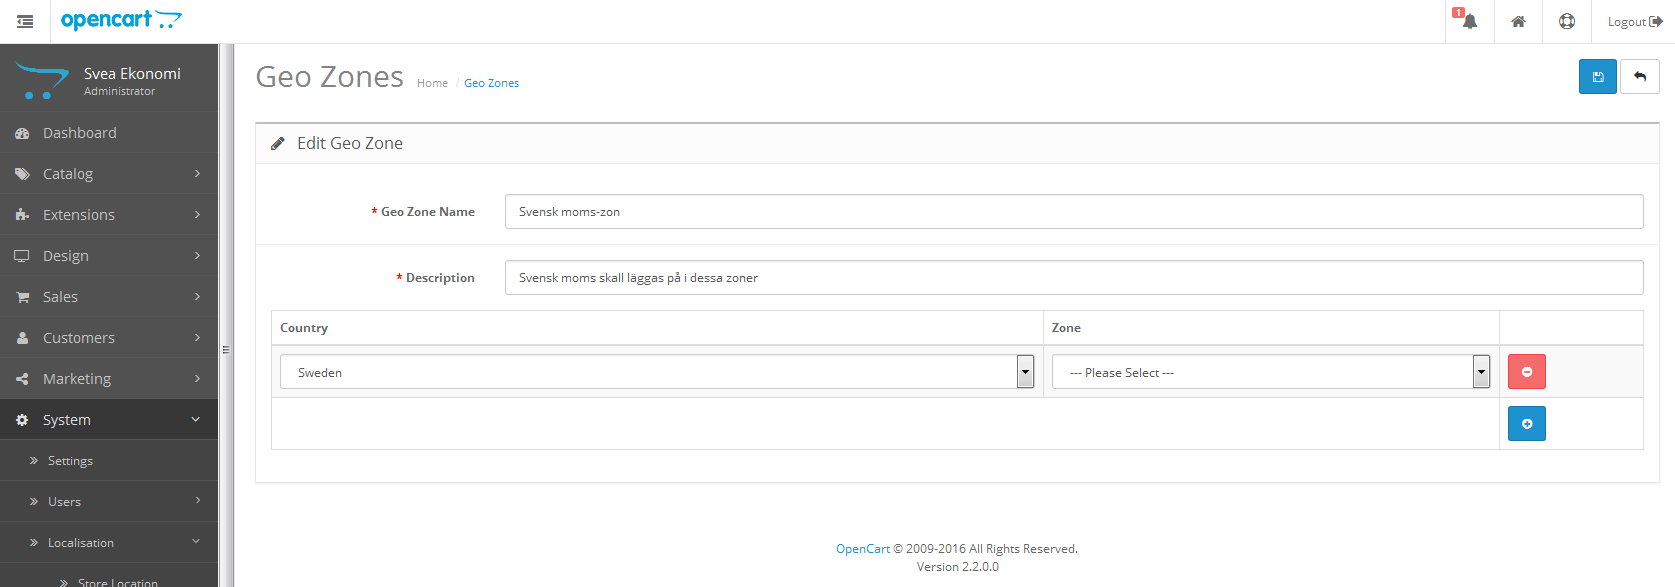 opencart
1
Logout
Svea Ekonomi
Administrator
Dashboard
Catalog
Extensions
Design
Sales
Customers
Marketing
System
Settings
Users
Localisation
Store Location
Geo Zones
Home / Geo Zones
Edit Geo Zone
* Geo Zone Name
Svensk moms-zon
* Description
Svensk moms skall läggas på i dessa zoner
Country Zone
Sweden --- Please Select ---
OpenCart © 2009-2016 All Rights Reserved.
Version 2.2.0.0